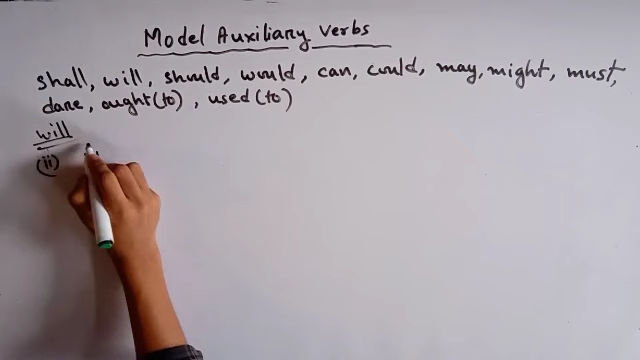 Model Auxiliary Verbs
shall, will, should, would, can, could, may, might, must,
dare, ought(to), used(to)
will
(ii)